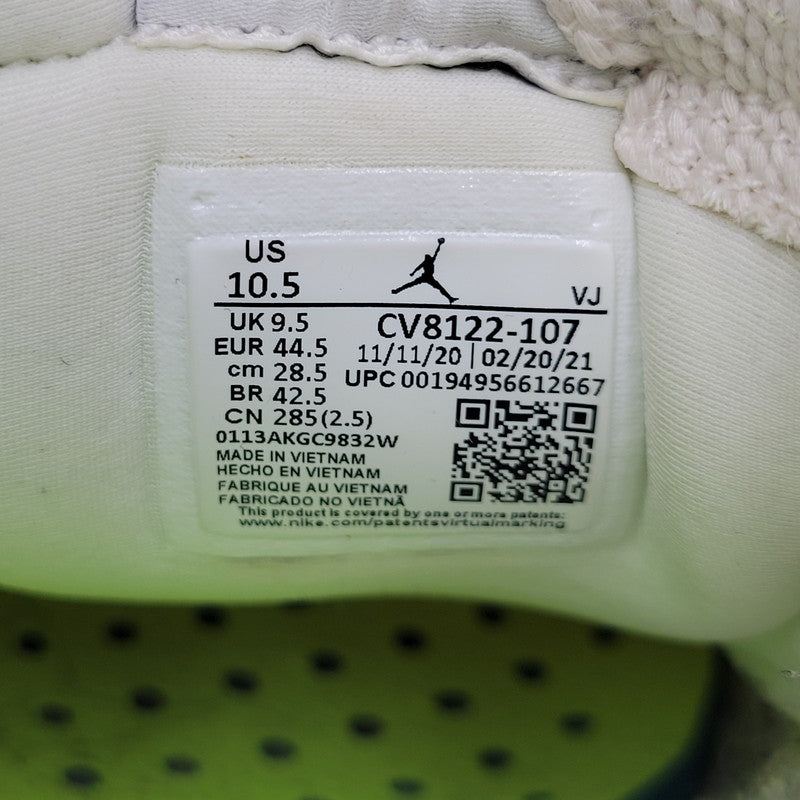 US
10.5
VJ
UK 9.5
EUR 44.5
cm 28.5
BR 42.5
CN 285(2.5)
CV8122-107
11/11/20 | 02/20/21
UPC 00194956612667
0113AKGC9832W
MADE IN VIETNAM
HECHO EN VIETNAM
FABRIQUE AU VIETNAM
FABRICADO NO VIETNÃ
This product is covered by one or more patents:
www.nike.com/patentsvirtualmarking